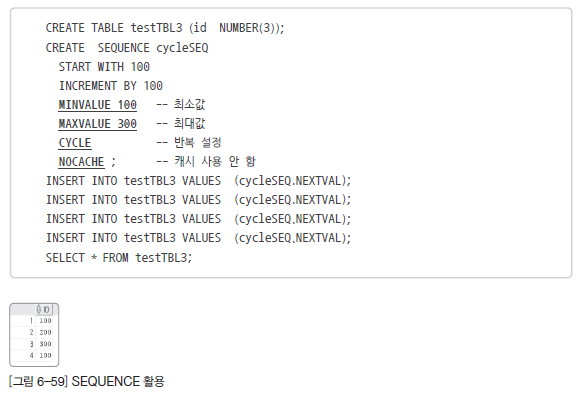 CREATE TABLE testTBL3 (id NUMBER(3));
CREATE SEQUENCE cycleSEQ
START WITH 100
INCREMENT BY 100
MINVALUE 100 -- 최소값
MAXVALUE 300 -- 최대값
CYCLE -- 반복 설정
NOCACHE ; -- 캐시 사용 안 함
INSERT INTO testTBL3 VALUES (cycleSEQ.NEXTVAL);
INSERT INTO testTBL3 VALUES (cycleSEQ.NEXTVAL);
INSERT INTO testTBL3 VALUES (cycleSEQ.NEXTVAL);
INSERT INTO testTBL3 VALUES (cycleSEQ.NEXTVAL);
SELECT * FROM testTBL3;
ID
1 100
2 200
3 300
4 100
[그림 6-59] SEQUENCE 활용